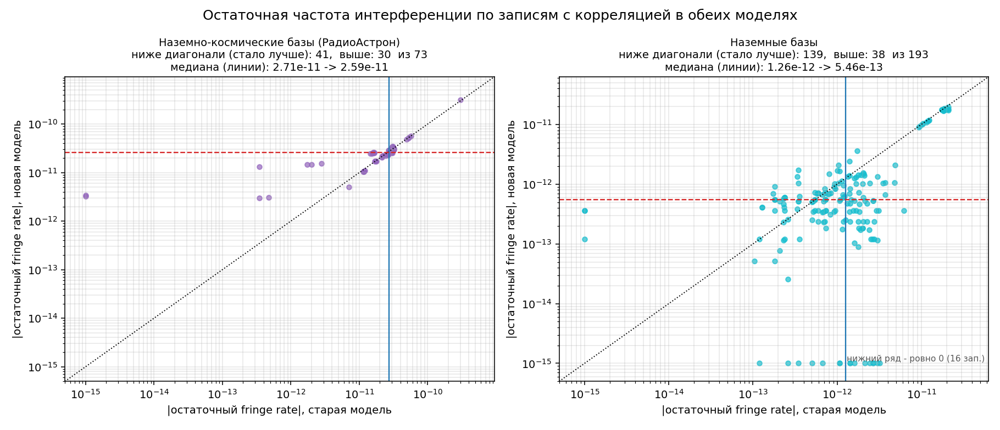 Остаточная частота интерференции по записям с корреляцией в обеих моделях
Наземно-космические базы (РадиоАстрон)
ниже диагонали (стало лучше): 41,  выше: 30  из 73
медиана (линии): 2.71e-11 -> 2.59e-11
|остаточный fringe rate|, новая модель
10⁻¹⁰
10⁻¹¹
10⁻¹²
10⁻¹³
10⁻¹⁴
10⁻¹⁵
10⁻¹⁵ 10⁻¹⁴ 10⁻¹³ 10⁻¹² 10⁻¹¹ 10⁻¹⁰
|остаточный fringe rate|, старая модель
Наземные базы
ниже диагонали (стало лучше): 139,  выше: 38  из 193
медиана (линии): 1.26e-12 -> 5.46e-13
|остаточный fringe rate|, новая модель
10⁻¹¹
10⁻¹²
10⁻¹³
10⁻¹⁴
10⁻¹⁵
нижний ряд - ровно 0 (16 зап.)
10⁻¹⁵ 10⁻¹⁴ 10⁻¹³ 10⁻¹² 10⁻¹¹
|остаточный fringe rate|, старая модель